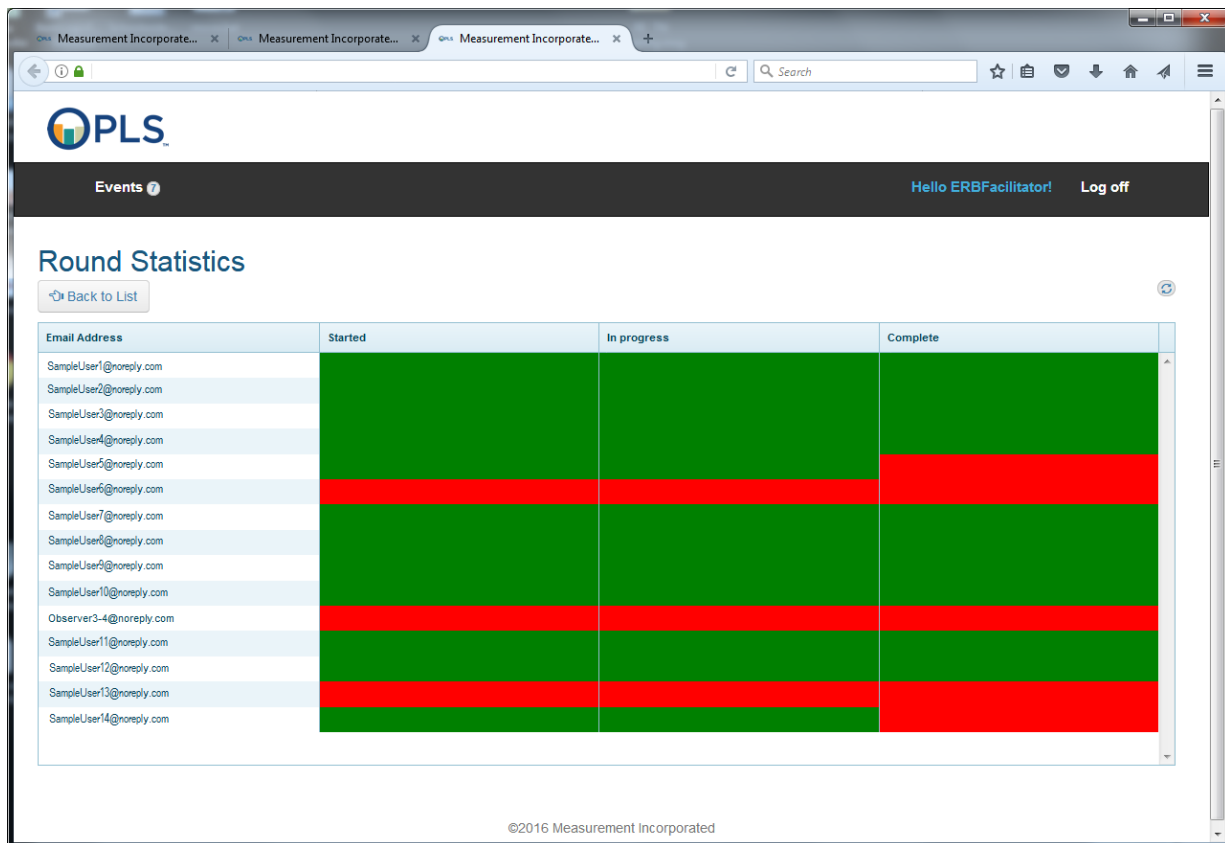 Measurement Incorporate... Measurement Incorporate... Measurement Incorporate...
Search
OPLS™
Events 7 Hello ERBFacilitator! Log off
Round Statistics
Back to List
Email Address Started In progress Complete
SampleUser1@noreply.com
SampleUser2@noreply.com
SampleUser3@noreply.com
SampleUser4@noreply.com
SampleUser5@noreply.com
SampleUser6@noreply.com
SampleUser7@noreply.com
SampleUser8@noreply.com
SampleUser9@noreply.com
SampleUser10@noreply.com
Observer3-4@noreply.com
SampleUser11@noreply.com
SampleUser12@noreply.com
SampleUser13@noreply.com
SampleUser14@noreply.com
©2016 Measurement Incorporated